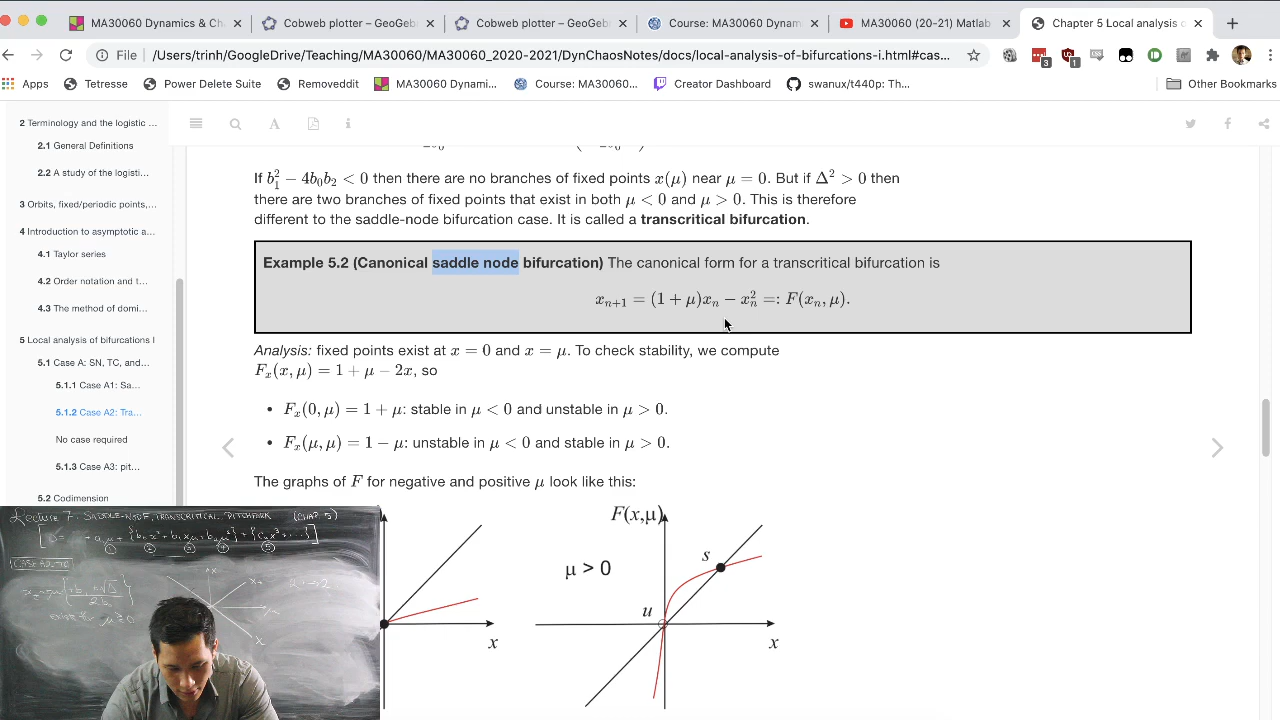 MA30060 Dynamics & Ch
Cobweb plotter – GeoGeb
Cobweb plotter – GeoGeb
Course: MA30060 Dynam
MA30060 (20-21) Matlab
Chapter 5 Local analysis o
File
/Users/trinh/GoogleDrive/Teaching/MA30060/MA30060_2020-2021/DynChaosNotes/docs/local-analysis-of-bifurcations-i.html#cas...
3
1
Apps
Tetresse
Power Delete Suite
Removeddit
MA30060 Dynami...
Course: MA30060...
Creator Dashboard
swanux/t440p: Th...
Other Bookmarks
2 Terminology and the logistic ...
2.1 General Definitions
2.2 A study of the logisti...
3 Orbits, fixed/periodic points,...
4 Introduction to asymptotic a...
4.1 Taylor series
4.2 Order notation and t...
4.3 The method of domi...
5 Local analysis of bifurcations I
5.1 Case A: SN, TC, and...
5.1.1 Case A1: Sa...
5.1.2 Case A2: Tra...
No case required
5.1.3 Case A3: pit...
5.2 Codimension
If b₁² − 4b₀b₂ < 0 then there are no branches of fixed points x(μ) near μ = 0. But if Δ² > 0 then
there are two branches of fixed points that exist in both μ < 0 and μ > 0. This is therefore
different to the saddle-node bifurcation case. It is called a transcritical bifurcation.
Example 5.2 (Canonical saddle node bifurcation) The canonical form for a transcritical bifurcation is
xₙ₊₁ = (1 + μ)xₙ − xₙ² =: F(xₙ, μ).
Analysis: fixed points exist at x = 0 and x = μ. To check stability, we compute
Fₓ(x, μ) = 1 + μ − 2x, so
• Fₓ(0, μ) = 1 + μ: stable in μ < 0 and unstable in μ > 0.
• Fₓ(μ, μ) = 1 − μ: unstable in μ < 0 and stable in μ > 0.
The graphs of F for negative and positive μ look like this:
F(x,μ)
μ > 0
s
u
x
x
Lecture 7: SADDLE-NODE, TRANSCRITICAL, PITCHFORK (CHAP. 5)